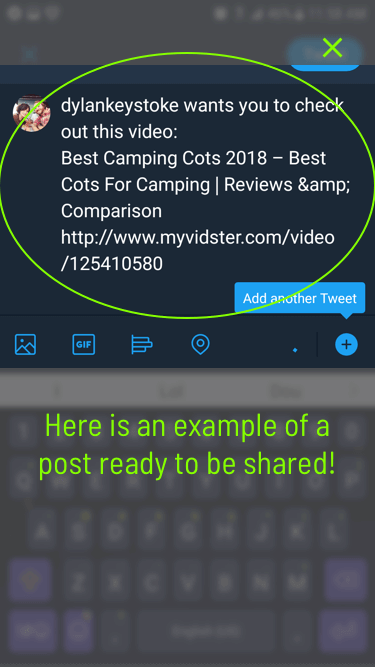 dylankeystoke wants you to check
out this video:
Best Camping Cots 2018 – Best
Cots For Camping | Reviews &amp;
Comparison
http://www.myvidster.com/video
/125410580
Add another Tweet
GIF
Here is an example of a
post ready to be shared!
A S D F G H J K L
Z X C V B N M